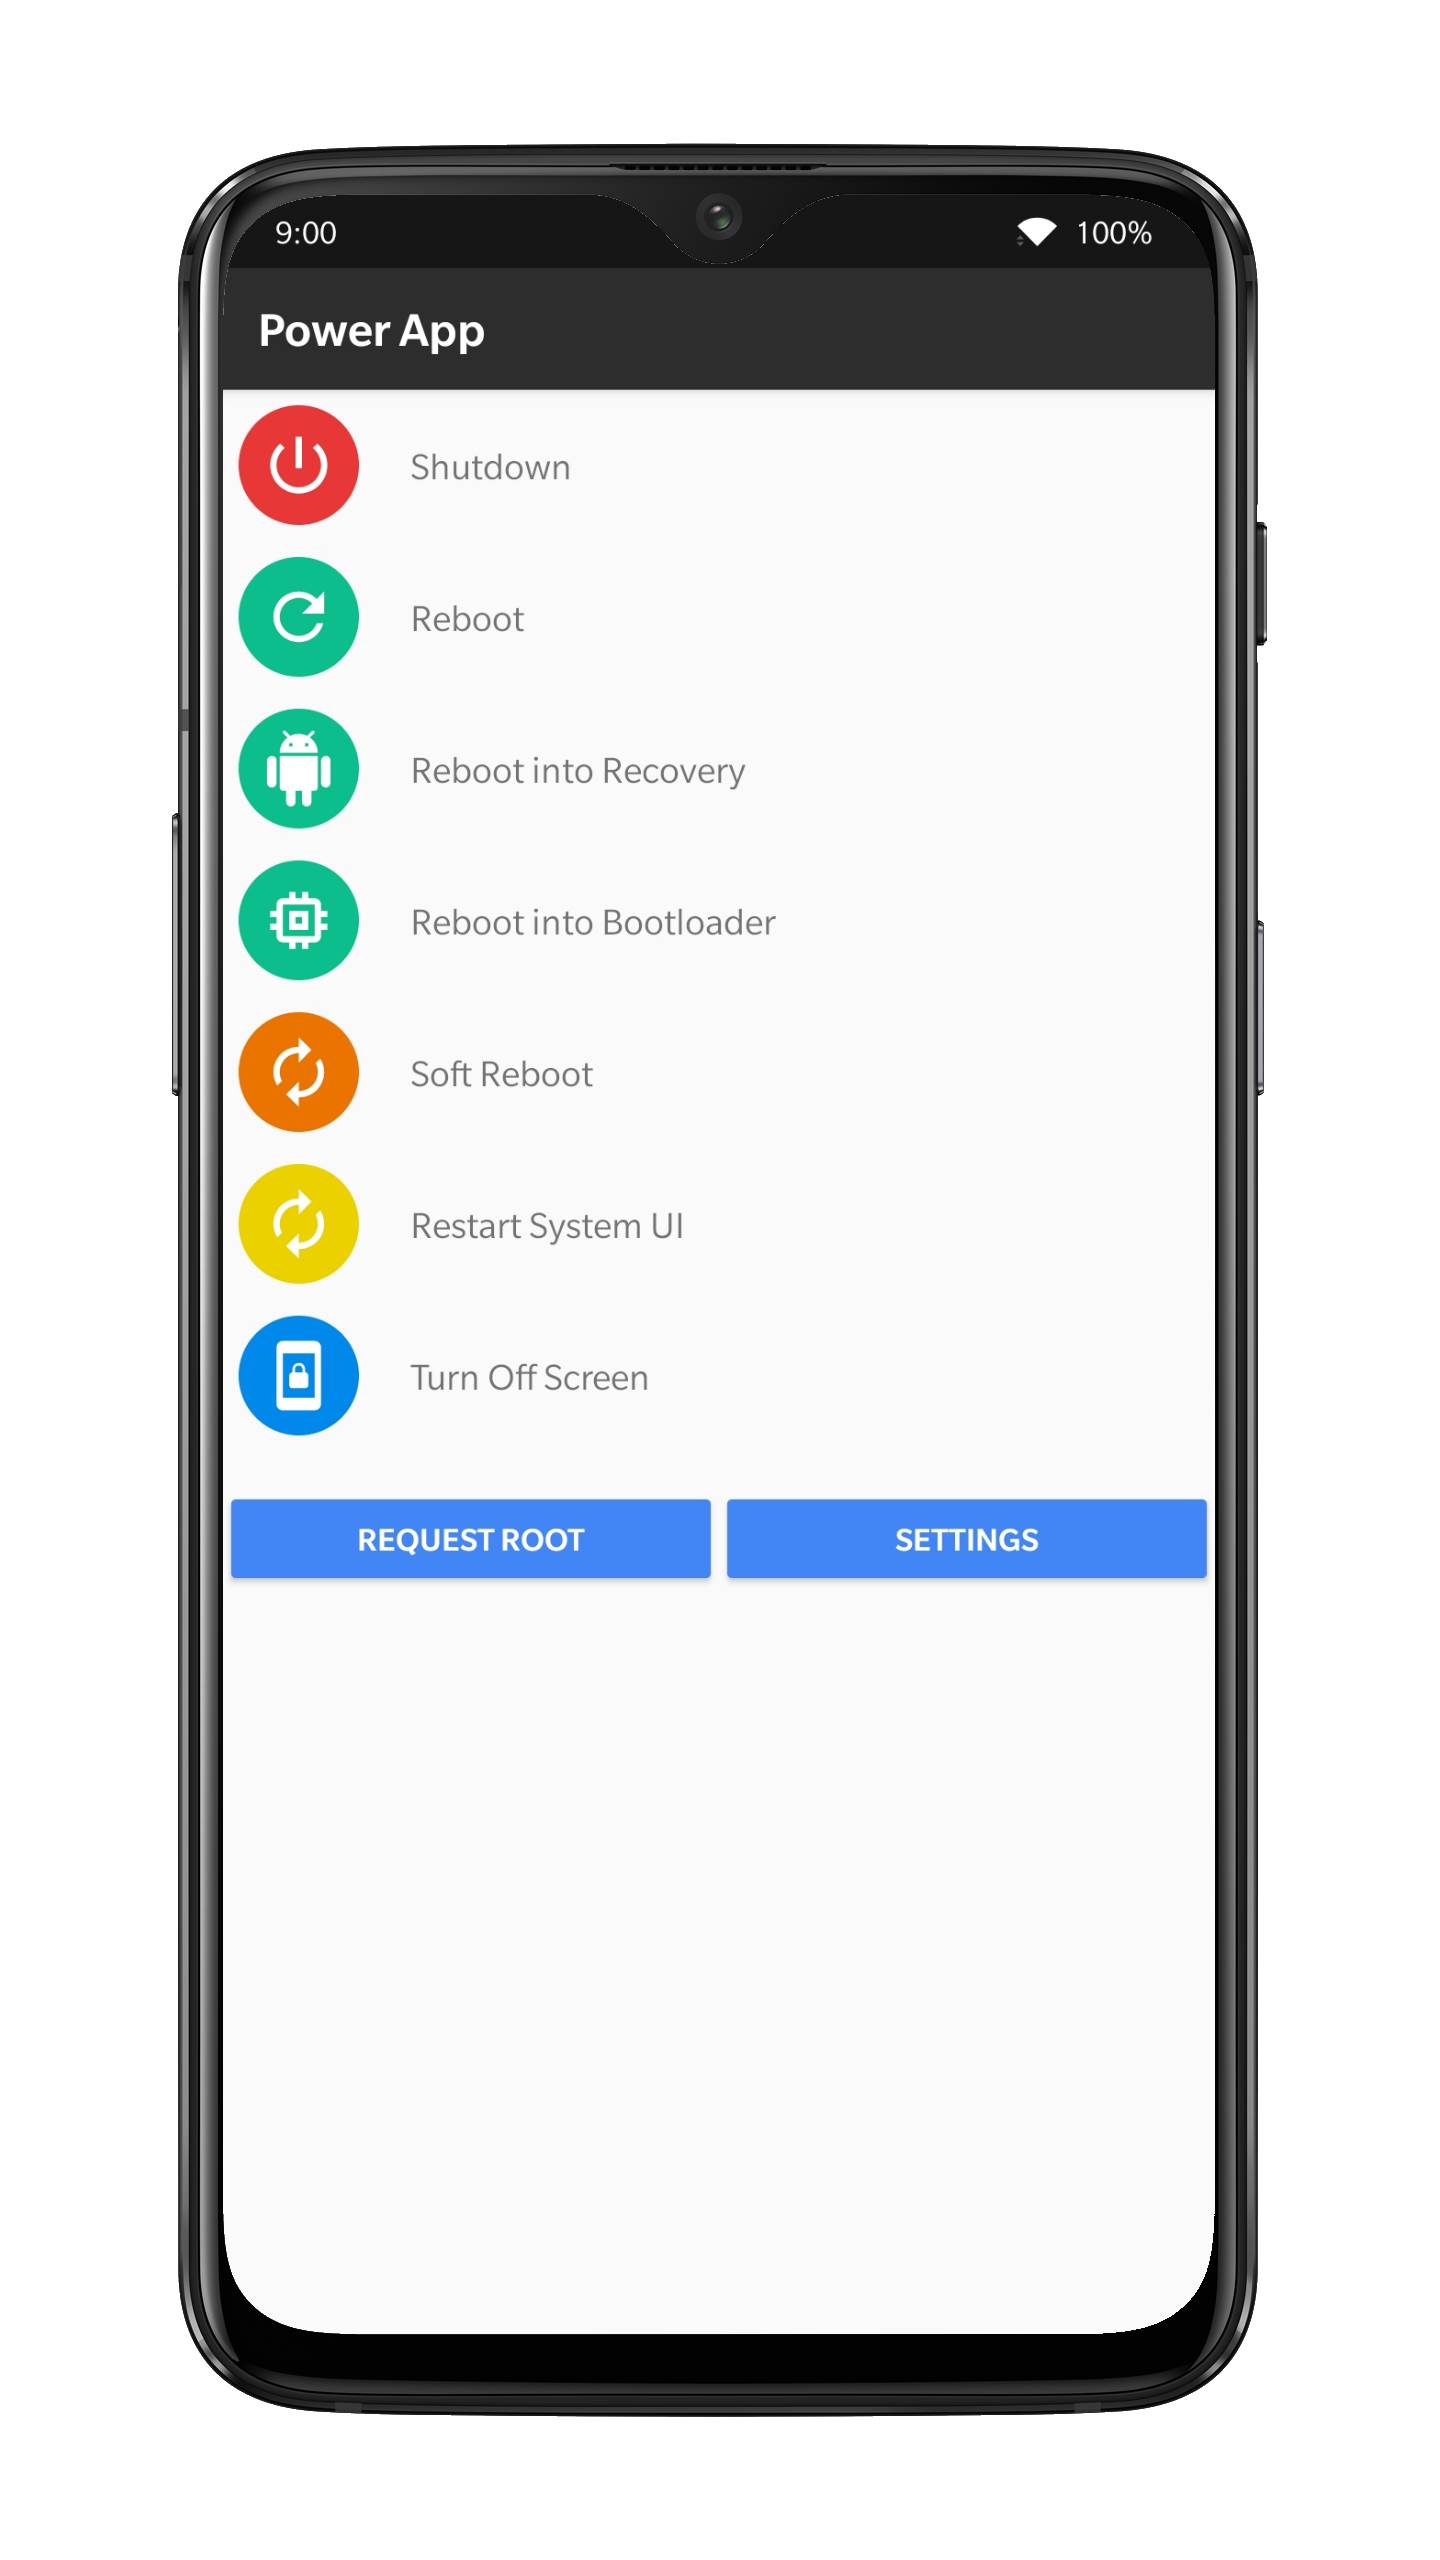 9:00
100%
Power App
Shutdown
Reboot
Reboot into Recovery
Reboot into Bootloader
Soft Reboot
Restart System UI
Turn Off Screen
REQUEST ROOT
SETTINGS